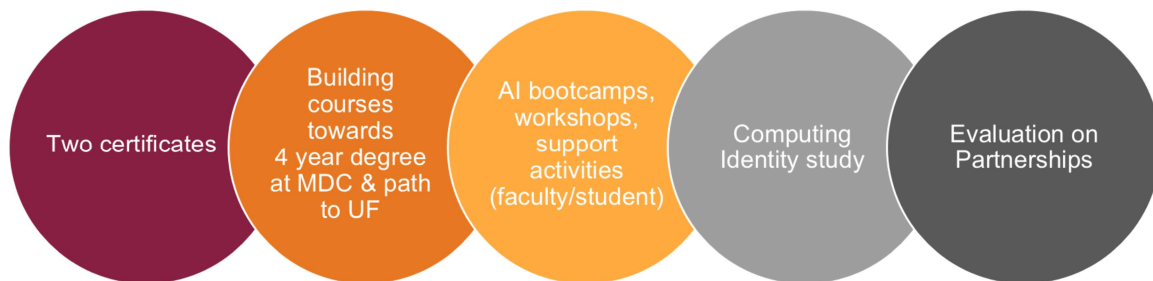 Two certificates
Building
courses
towards
4 year degree
at MDC & path
to UF
AI bootcamps,
workshops,
support
activities
(faculty/student)
Computing
Identity study
Evaluation on
Partnerships